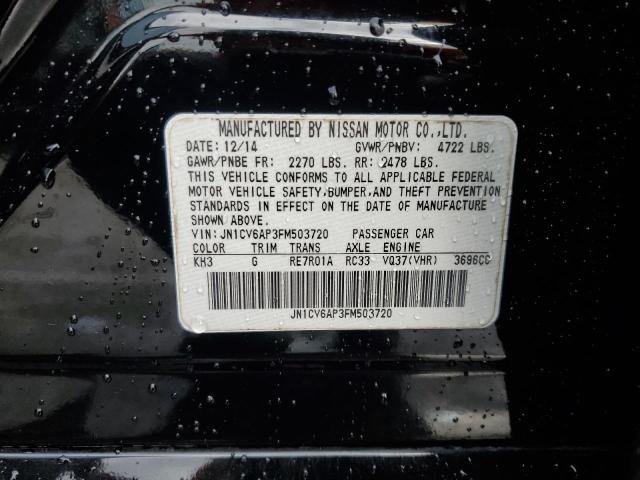 MANUFACTURED BY NISSAN MOTOR CO.,LTD.
DATE: 12/14 GVWR/PNBV: 4722 LBS.
GAWR/PNBE FR: 2270 LBS. RR: 2478 LBS.
THIS VEHICLE CONFORMS TO ALL APPLICABLE FEDERAL
MOTOR VEHICLE SAFETY,BUMPER,AND THEFT PREVENTION
STANDARDS IN EFFECT ON THE DATE OF MANUFACTURE
SHOWN ABOVE.
VIN: JN1CV6AP3FM503720 PASSENGER CAR
COLOR TRIM TRANS AXLE ENGINE
KH3 G RE7R01A RC33 VQ37(VHR) 3696CC
JN1CV6AP3FM503720